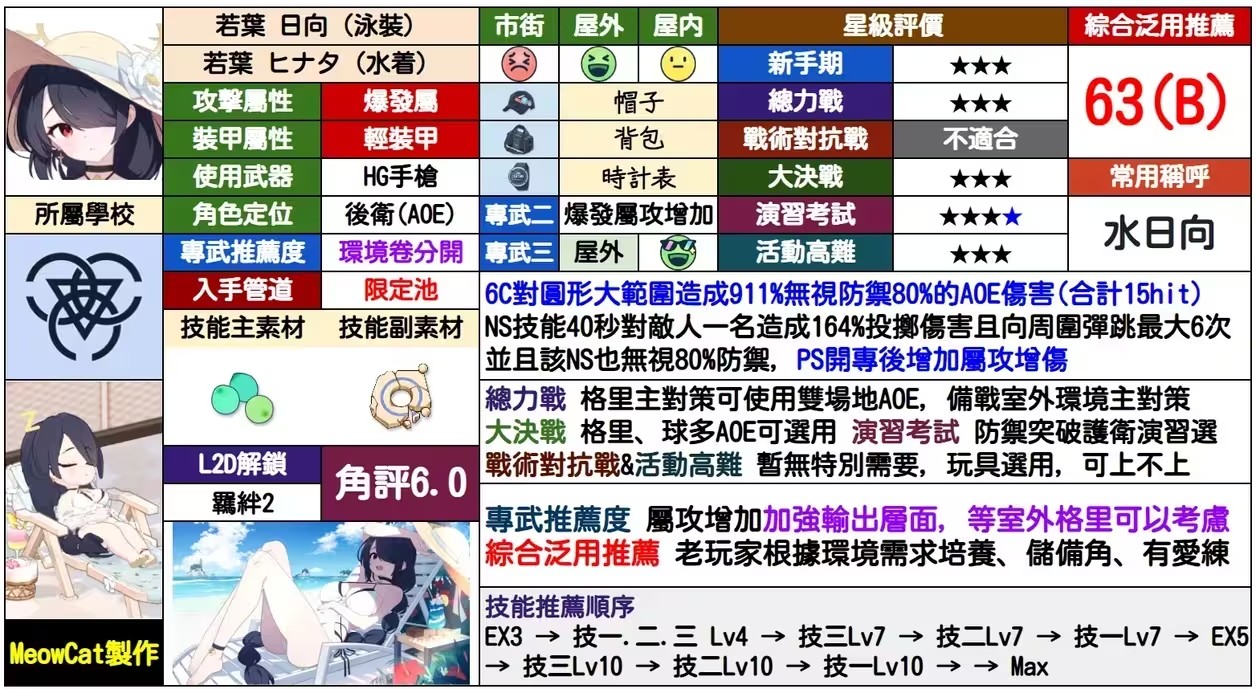 若葉 日向（泳裝）
若葉 ヒナタ（水着）
攻擊屬性 爆發屬
裝甲屬性 輕裝甲
使用武器 HG手槍
所屬學校
角色定位 後衛(AOE)
專武推薦度 環境卷分開
入手管道 限定池
技能主素材 技能副素材
L2D解鎖
羈絆2
角評6.0
Z
MeowCat製作
市街 屋外 屋內
帽子
背包
時計表
專武二 爆發屬攻增加
專武三 屋外
星級評價
新手期 ★★★
總力戰 ★★★
戰術對抗戰 不適合
大決戰 ★★★
演習考試 ★★★★
活動高難 ★★★
綜合泛用推薦
63(B)
常用稱呼
水日向
6C對圓形大範圍造成911%無視防禦80%的AOE傷害(合計15hit)
NS技能40秒對敵人一名造成164%投擲傷害且向周圍彈跳最大6次
並且該NS也無視80%防禦，PS開專後增加屬攻增傷
總力戰 格里主對策可使用雙場地AOE，備戰室外環境主對策
大決戰 格里、球多AOE可選用 演習考試 防禦突破護衛演習選
戰術對抗戰&活動高難 暫無特別需要，玩具選用，可上不上
專武推薦度 屬攻增加加強輸出層面，等室外格里可以考慮
綜合泛用推薦 老玩家根據環境需求培養、儲備角、有愛練
技能推薦順序
EX3 → 技一.二.三 Lv4 → 技三Lv7 → 技二Lv7 → 技一Lv7 → EX5
→ 技三Lv10 → 技二Lv10 → 技一Lv10 → → Max